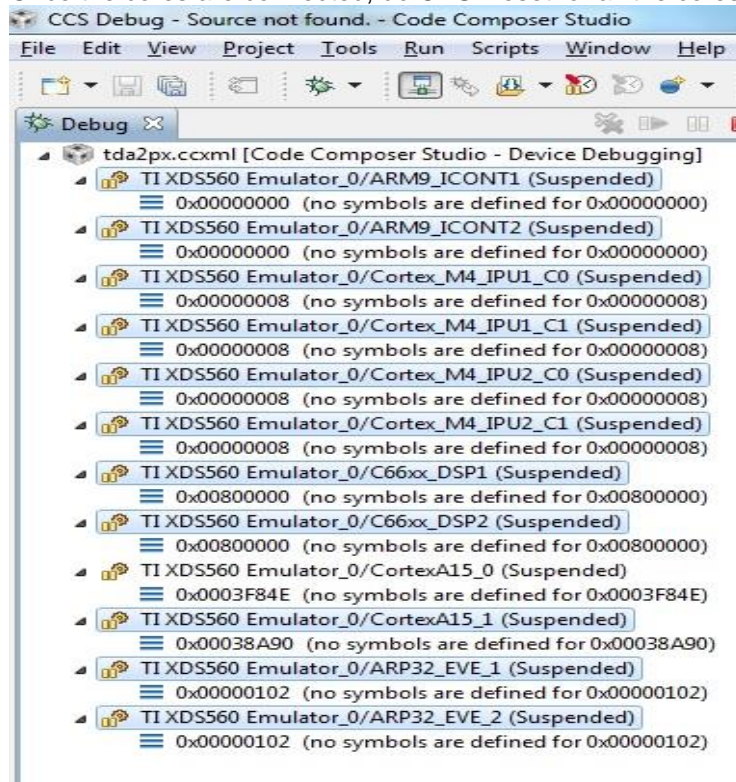 CCS Debug - Source not found. - Code Composer Studio
File Edit View Project Tools Run Scripts Window Help
Debug
tda2px.ccxml [Code Composer Studio - Device Debugging]
TI XDS560 Emulator_0/ARM9_ICONT1 (Suspended)
0x00000000 (no symbols are defined for 0x00000000)
TI XDS560 Emulator_0/ARM9_ICONT2 (Suspended)
0x00000000 (no symbols are defined for 0x00000000)
TI XDS560 Emulator_0/Cortex_M4_IPU1_C0 (Suspended)
0x00000008 (no symbols are defined for 0x00000008)
TI XDS560 Emulator_0/Cortex_M4_IPU1_C1 (Suspended)
0x00000008 (no symbols are defined for 0x00000008)
TI XDS560 Emulator_0/Cortex_M4_IPU2_C0 (Suspended)
0x00000008 (no symbols are defined for 0x00000008)
TI XDS560 Emulator_0/Cortex_M4_IPU2_C1 (Suspended)
0x00000008 (no symbols are defined for 0x00000008)
TI XDS560 Emulator_0/C66xx_DSP1 (Suspended)
0x00800000 (no symbols are defined for 0x00800000)
TI XDS560 Emulator_0/C66xx_DSP2 (Suspended)
0x00800000 (no symbols are defined for 0x00800000)
TI XDS560 Emulator_0/CortexA15_0 (Suspended)
0x0003F84E (no symbols are defined for 0x0003F84E)
TI XDS560 Emulator_0/CortexA15_1 (Suspended)
0x00038A90 (no symbols are defined for 0x00038A90)
TI XDS560 Emulator_0/ARP32_EVE_1 (Suspended)
0x00000102 (no symbols are defined for 0x00000102)
TI XDS560 Emulator_0/ARP32_EVE_2 (Suspended)
0x00000102 (no symbols are defined for 0x00000102)